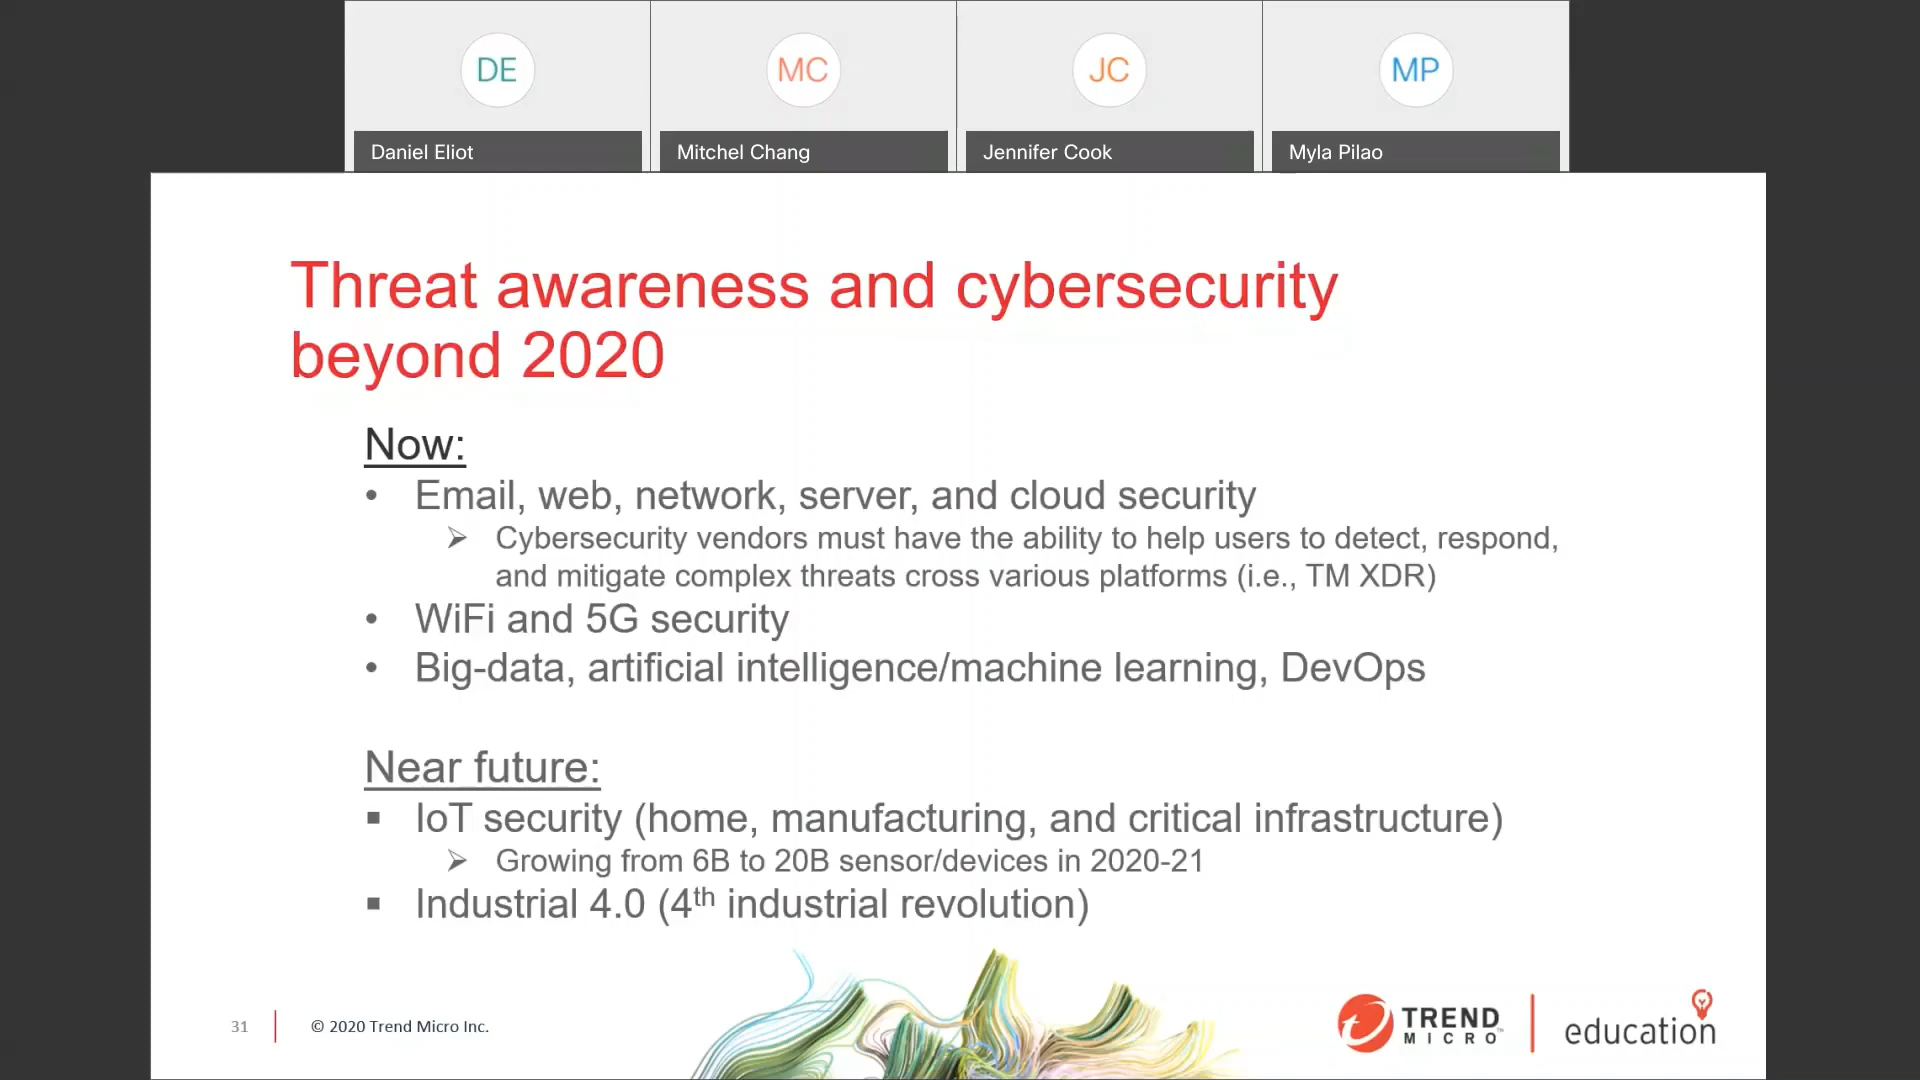 DE
MC
JC
MP
Daniel Eliot
Mitchel Chang
Jennifer Cook
Myla Pilao
Threat awareness and cybersecurity
beyond 2020
Now:
• Email, web, network, server, and cloud security
➢ Cybersecurity vendors must have the ability to help users to detect, respond,
and mitigate complex threats cross various platforms (i.e., TM XDR)
• WiFi and 5G security
• Big-data, artificial intelligence/machine learning, DevOps
Near future:
▪ IoT security (home, manufacturing, and critical infrastructure)
➢ Growing from 6B to 20B sensor/devices in 2020-21
▪ Industrial 4.0 (4th industrial revolution)
31
© 2020 Trend Micro Inc.
TREND
MICRO™
education